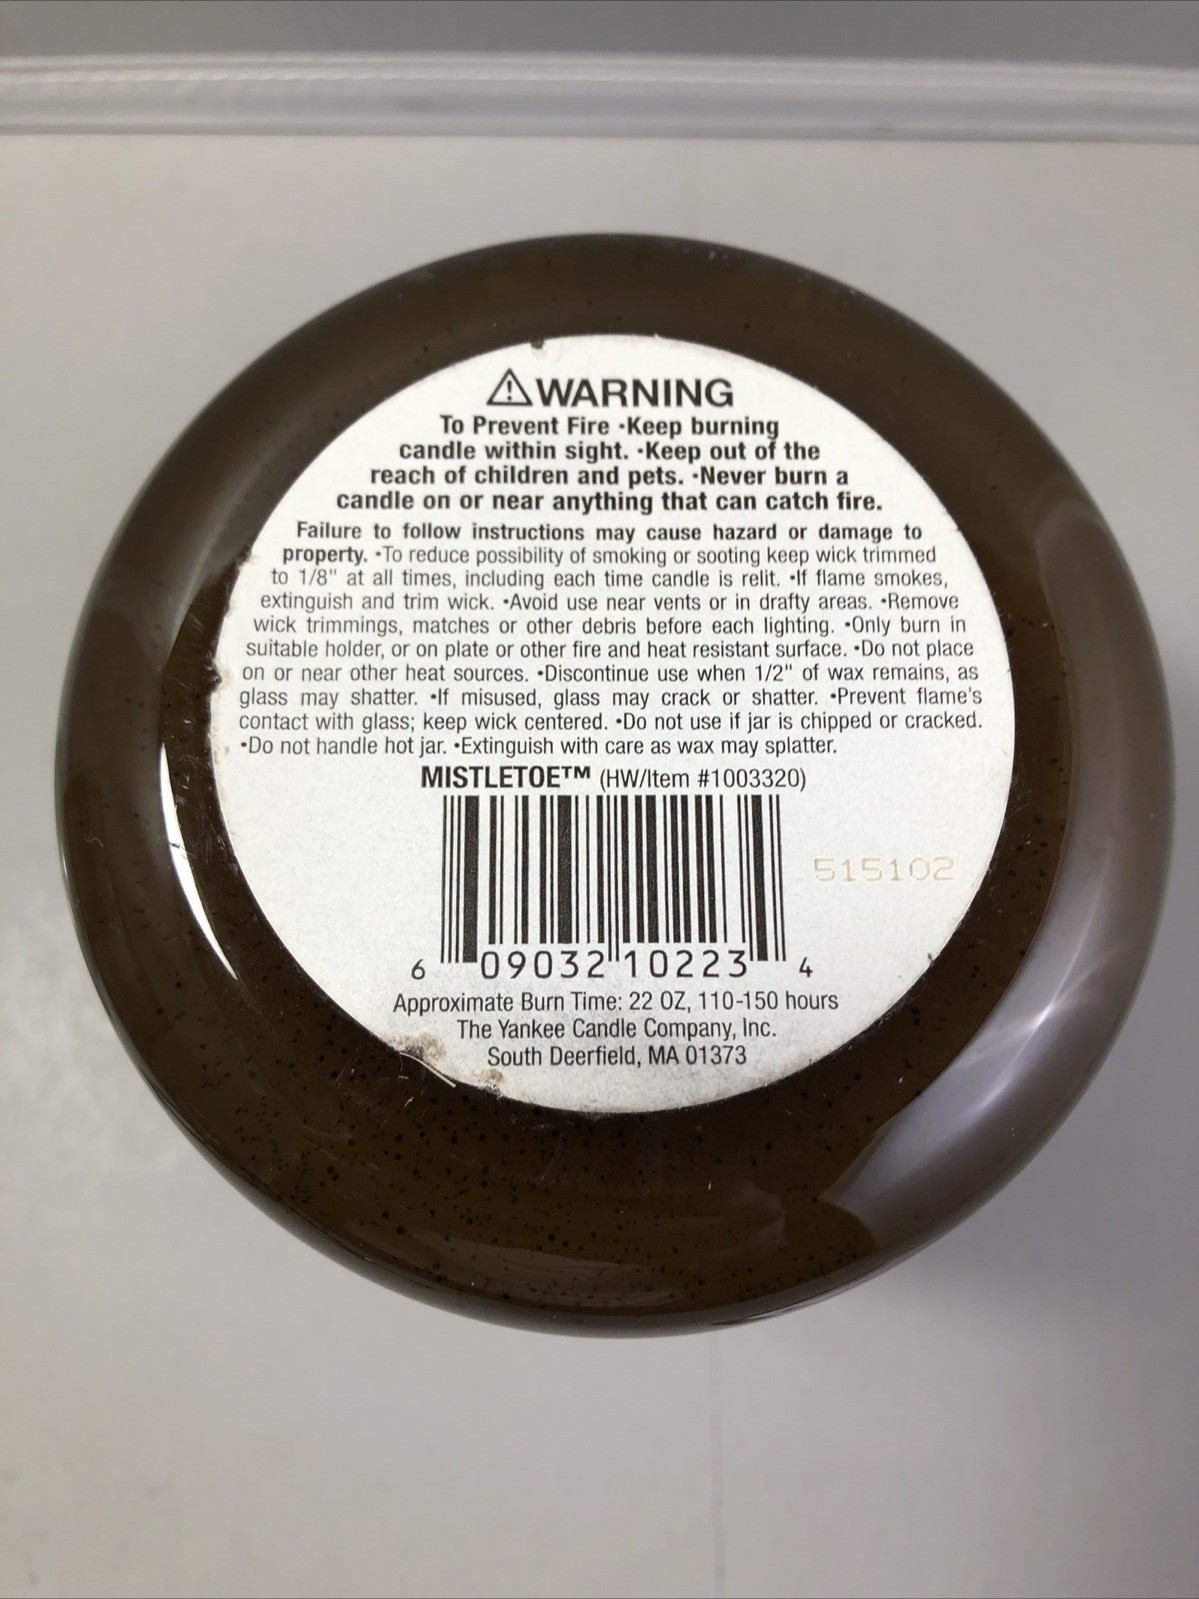 ⚠WARNING
To Prevent Fire •Keep burning
candle within sight. •Keep out of the
reach of children and pets. •Never burn a
candle on or near anything that can catch fire.
Failure to follow instructions may cause hazard or damage to
property. •To reduce possibility of smoking or sooting keep wick trimmed
to 1/8" at all times, including each time candle is relit. •If flame smokes,
extinguish and trim wick. •Avoid use near vents or in drafty areas. •Remove
wick trimmings, matches or other debris before each lighting. •Only burn in
suitable holder, or on plate or other fire and heat resistant surface. •Do not place
on or near other heat sources. •Discontinue use when 1/2" of wax remains, as
glass may shatter. •If misused, glass may crack or shatter. •Prevent flame's
contact with glass; keep wick centered. •Do not use if jar is chipped or cracked.
•Do not handle hot jar. •Extinguish with care as wax may splatter.
MISTLETOE™ (HW/Item #1003320)
515102
6 09032 10223 4
Approximate Burn Time: 22 OZ, 110-150 hours
The Yankee Candle Company, Inc.
South Deerfield, MA 01373